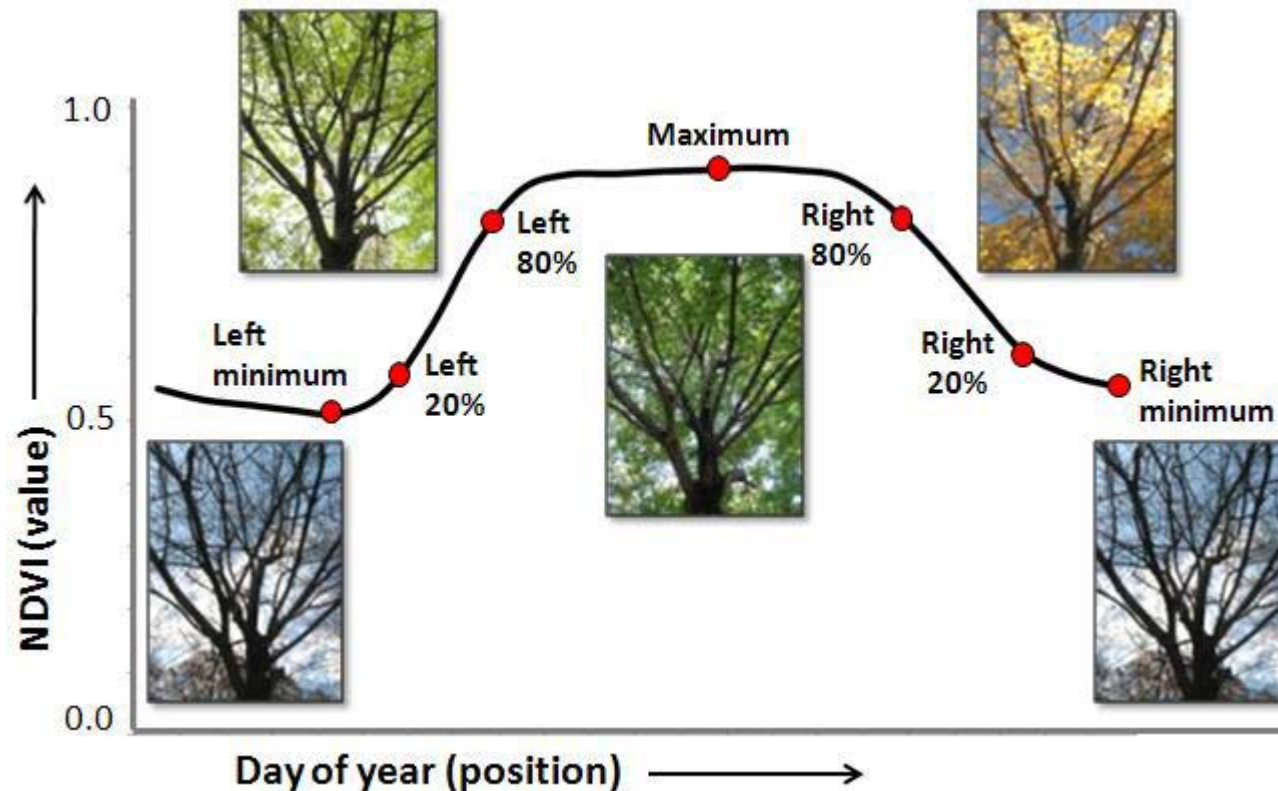 1.0
0.5
0.0
NDVI (value)
Left
minimum
Left
20%
Left
80%
Maximum
Right
80%
Right
20%
Right
minimum
Day of year (position)